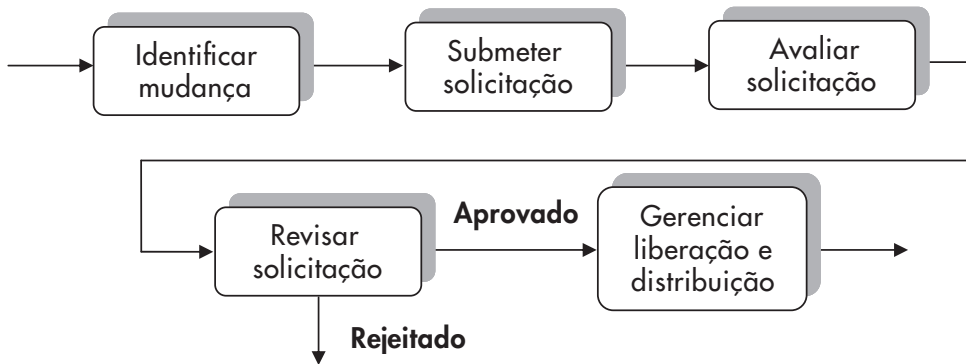 Identificar
mudança
Submeter
solicitação
Avaliar
solicitação
Revisar
solicitação
Aprovado
Gerenciar
liberação e
distribuição
Rejeitado